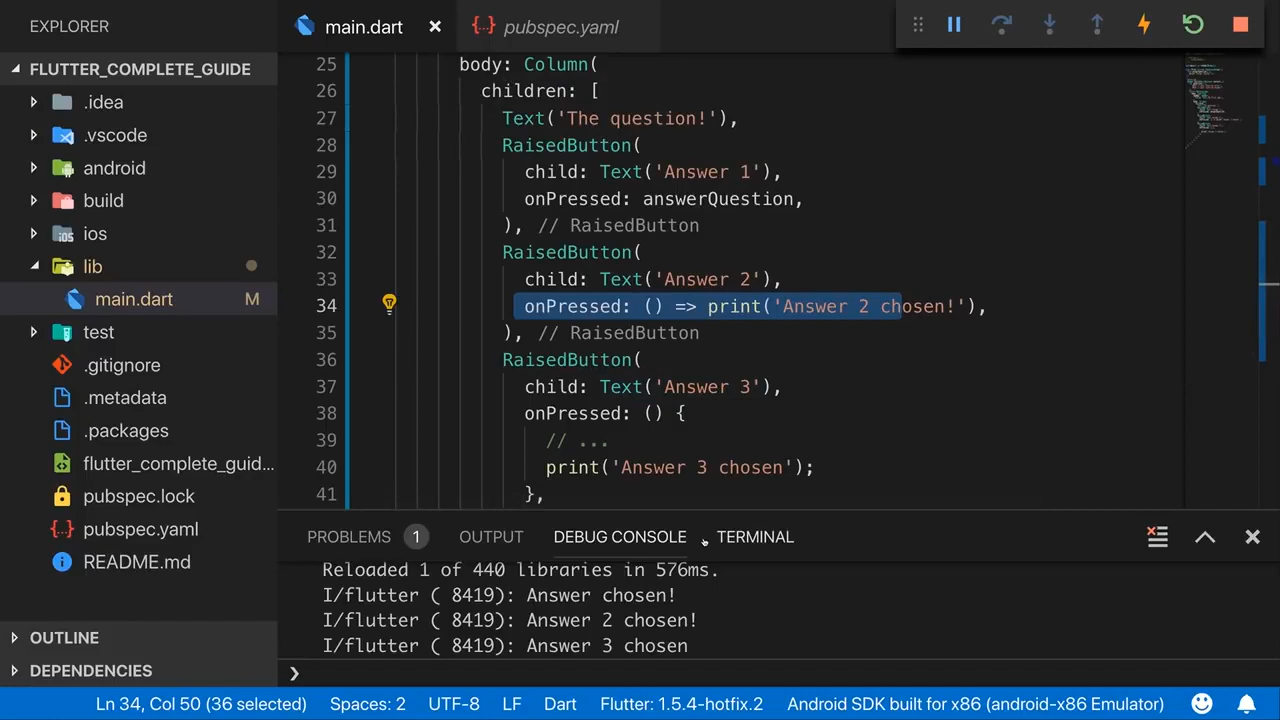 EXPLORER
FLUTTER_COMPLETE_GUIDE
.idea
.vscode
android
build
ios
lib
main.dart M
test
.gitignore
.metadata
.packages
flutter_complete_guid...
pubspec.lock
pubspec.yaml
README.md
OUTLINE
DEPENDENCIES
main.dart
pubspec.yaml
25 body: Column(
26 children: [
27 Text('The question!'),
28 RaisedButton(
29 child: Text('Answer 1'),
30 onPressed: answerQuestion,
31 ), // RaisedButton
32 RaisedButton(
33 child: Text('Answer 2'),
34 onPressed: () => print('Answer 2 chosen!'),
35 ), // RaisedButton
36 RaisedButton(
37 child: Text('Answer 3'),
38 onPressed: () {
39 // ...
40 print('Answer 3 chosen');
41 },
PROBLEMS 1 OUTPUT DEBUG CONSOLE TERMINAL
Reloaded 1 of 440 libraries in 576ms.
I/flutter ( 8419): Answer chosen!
I/flutter ( 8419): Answer 2 chosen!
I/flutter ( 8419): Answer 3 chosen
Ln 34, Col 50 (36 selected) Spaces: 2 UTF-8 LF Dart Flutter: 1.5.4-hotfix.2 Android SDK built for x86 (android-x86 Emulator)